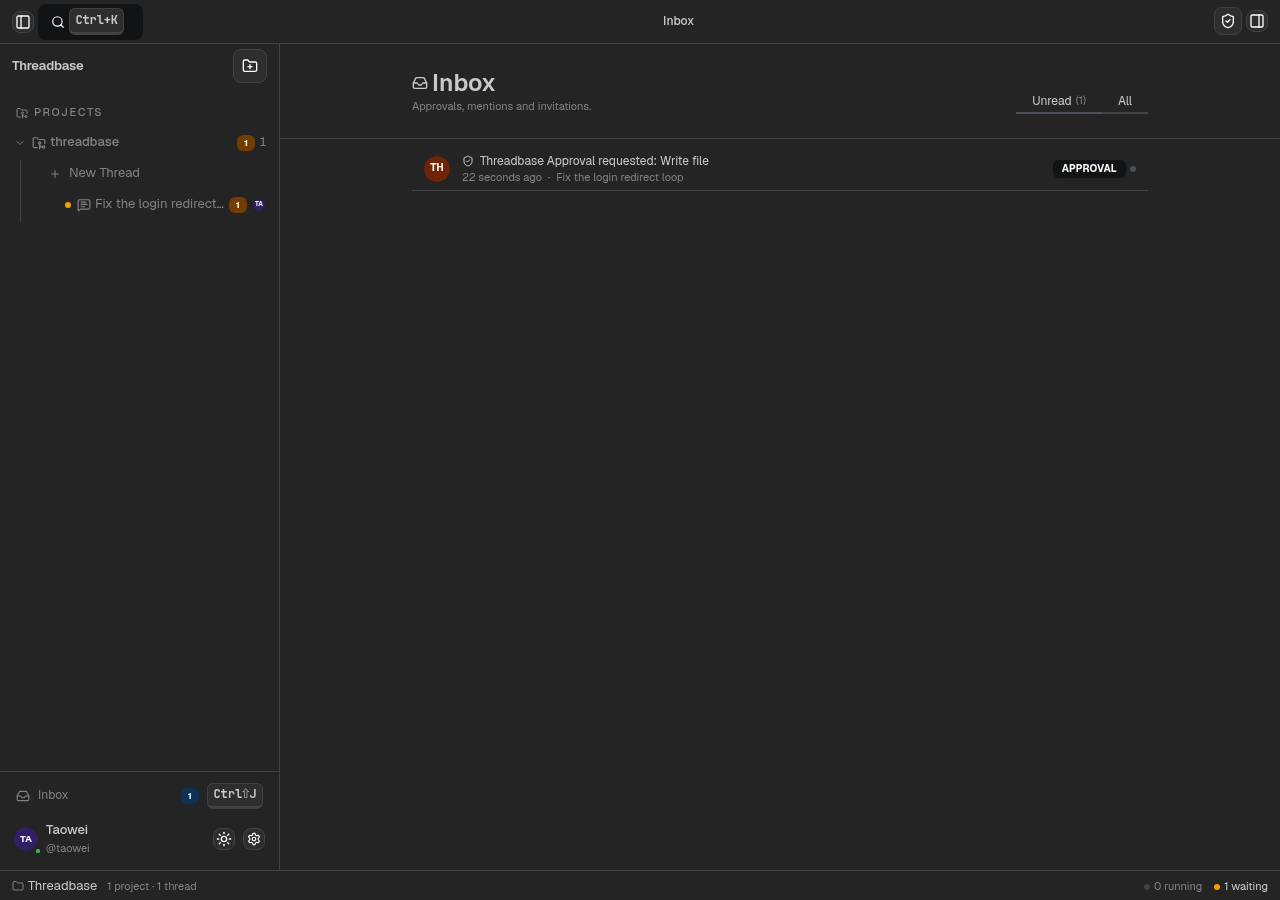 Ctrl+K
Inbox
Threadbase
PROJECTS
threadbase 1 1
New Thread
Fix the login redirect... 1 TA
Inbox
Approvals, mentions and invitations.
Unread (1) All
TH Threadbase Approval requested: Write file
22 seconds ago · Fix the login redirect loop
APPROVAL
Inbox 1 Ctrl⇧J
TA Taowei
@taowei
Threadbase 1 project · 1 thread
0 running 1 waiting